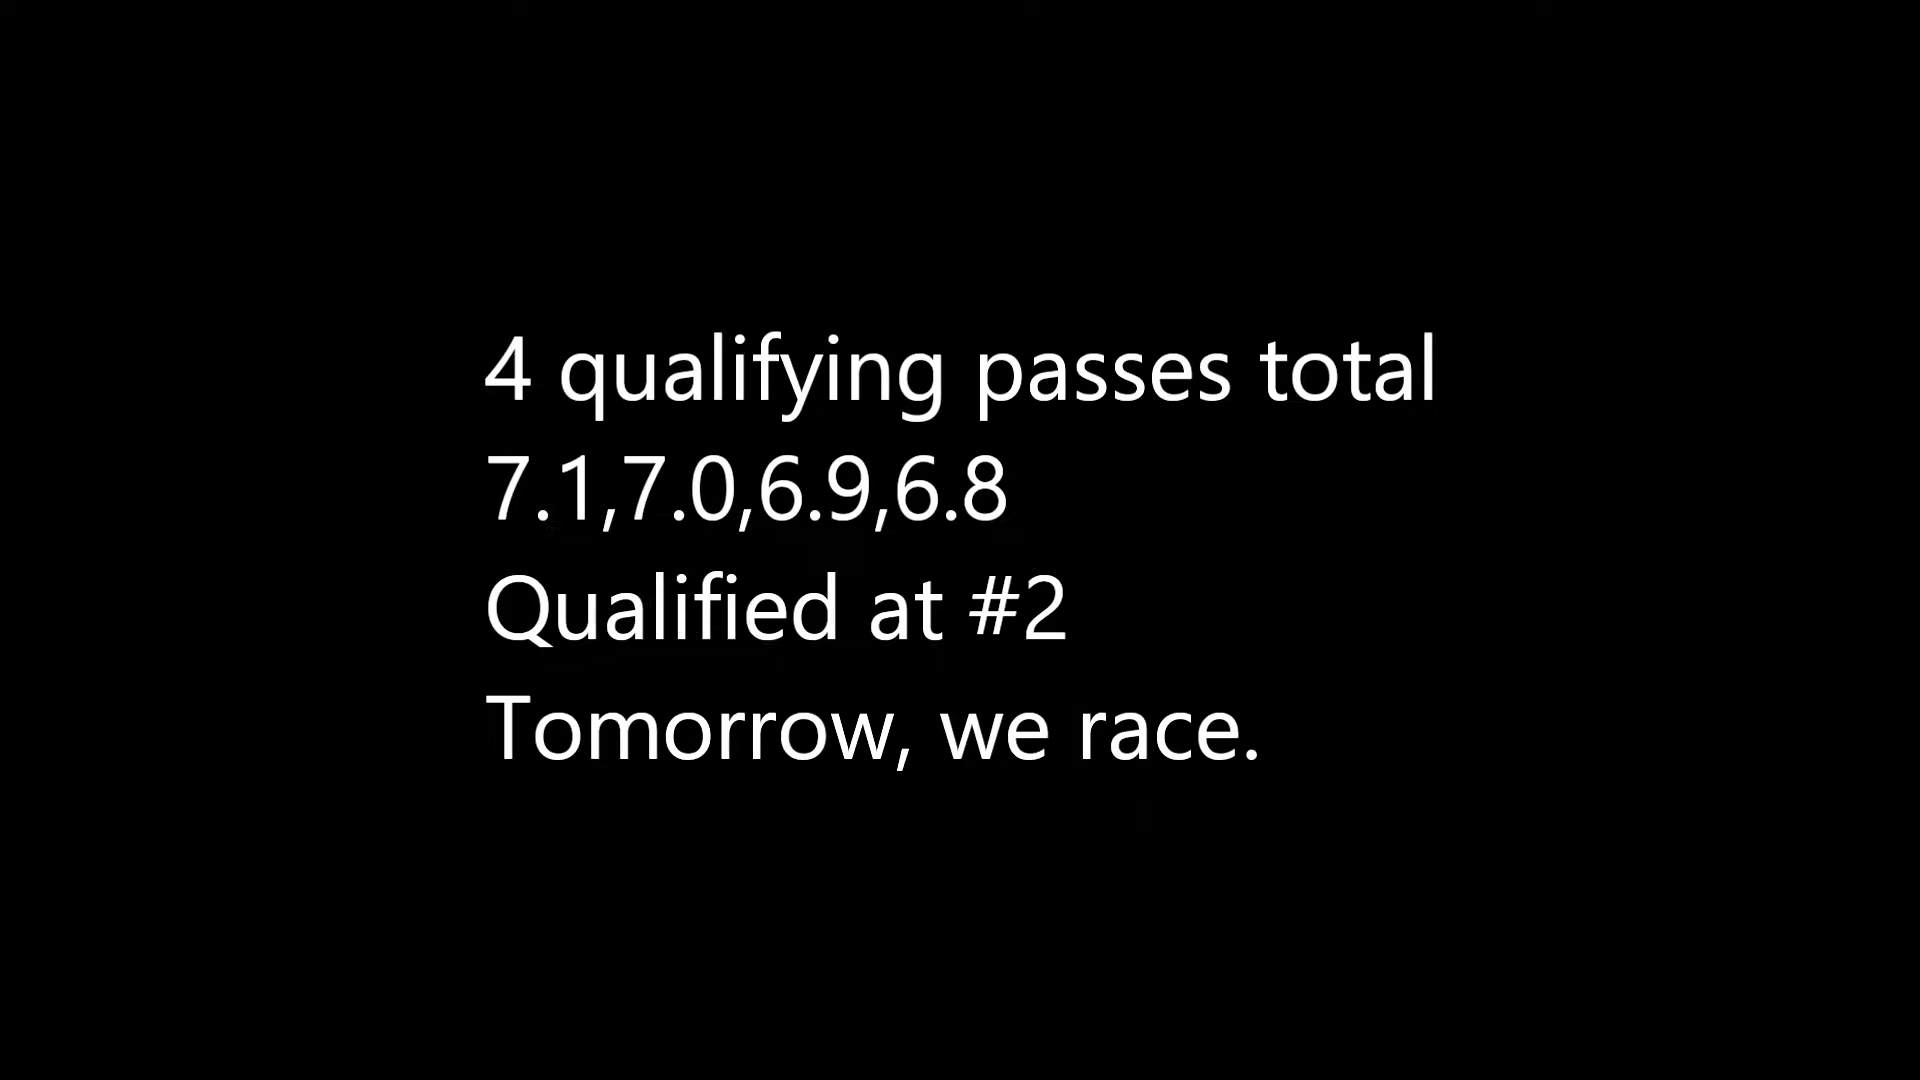 4 qualifying passes total
7.1,7.0,6.9,6.8
Qualified at #2
Tomorrow, we race.